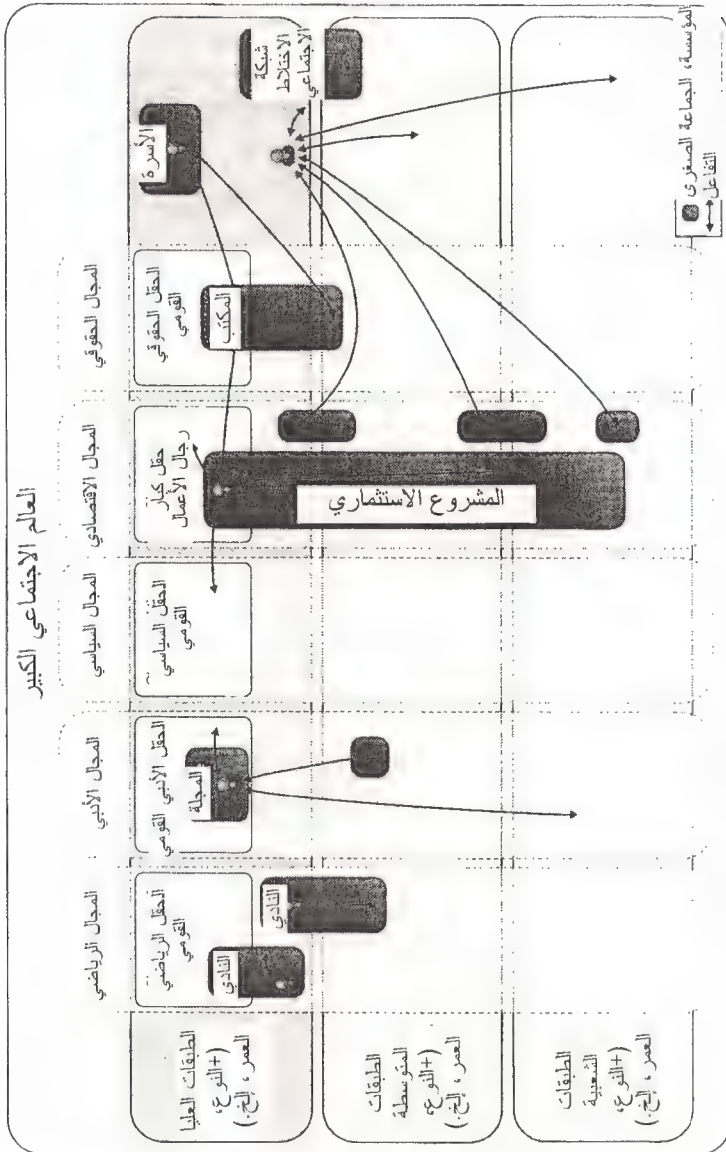 العالم الاجتماعي الكبير
المجال الحقوقي
المجال الاقتصادي
المجال السياسي
المجال الأدبي
المجال الرياضي
الأسرة
شبكة
الاختلاط
الاجتماعي
الحقل الحقوقي
القومي
المكتب
حقل كبار
رجال الأعمال
المشروع الاستثماري
الحقل السياسي
القومي
الحقل الأدبي القومي
المجلة
الحقل الرياضي
القومي
النادي
النادي
الطبقات العليا
(+النوع،
العمر، إلخ.)
الطبقات
المتوسطة
(+النوع،
العمر، إلخ.)
الطبقات
الشعبية
(+النوع،
العمر، إلخ.)
المؤسسة، الجماعة الصغرى
التفاعل